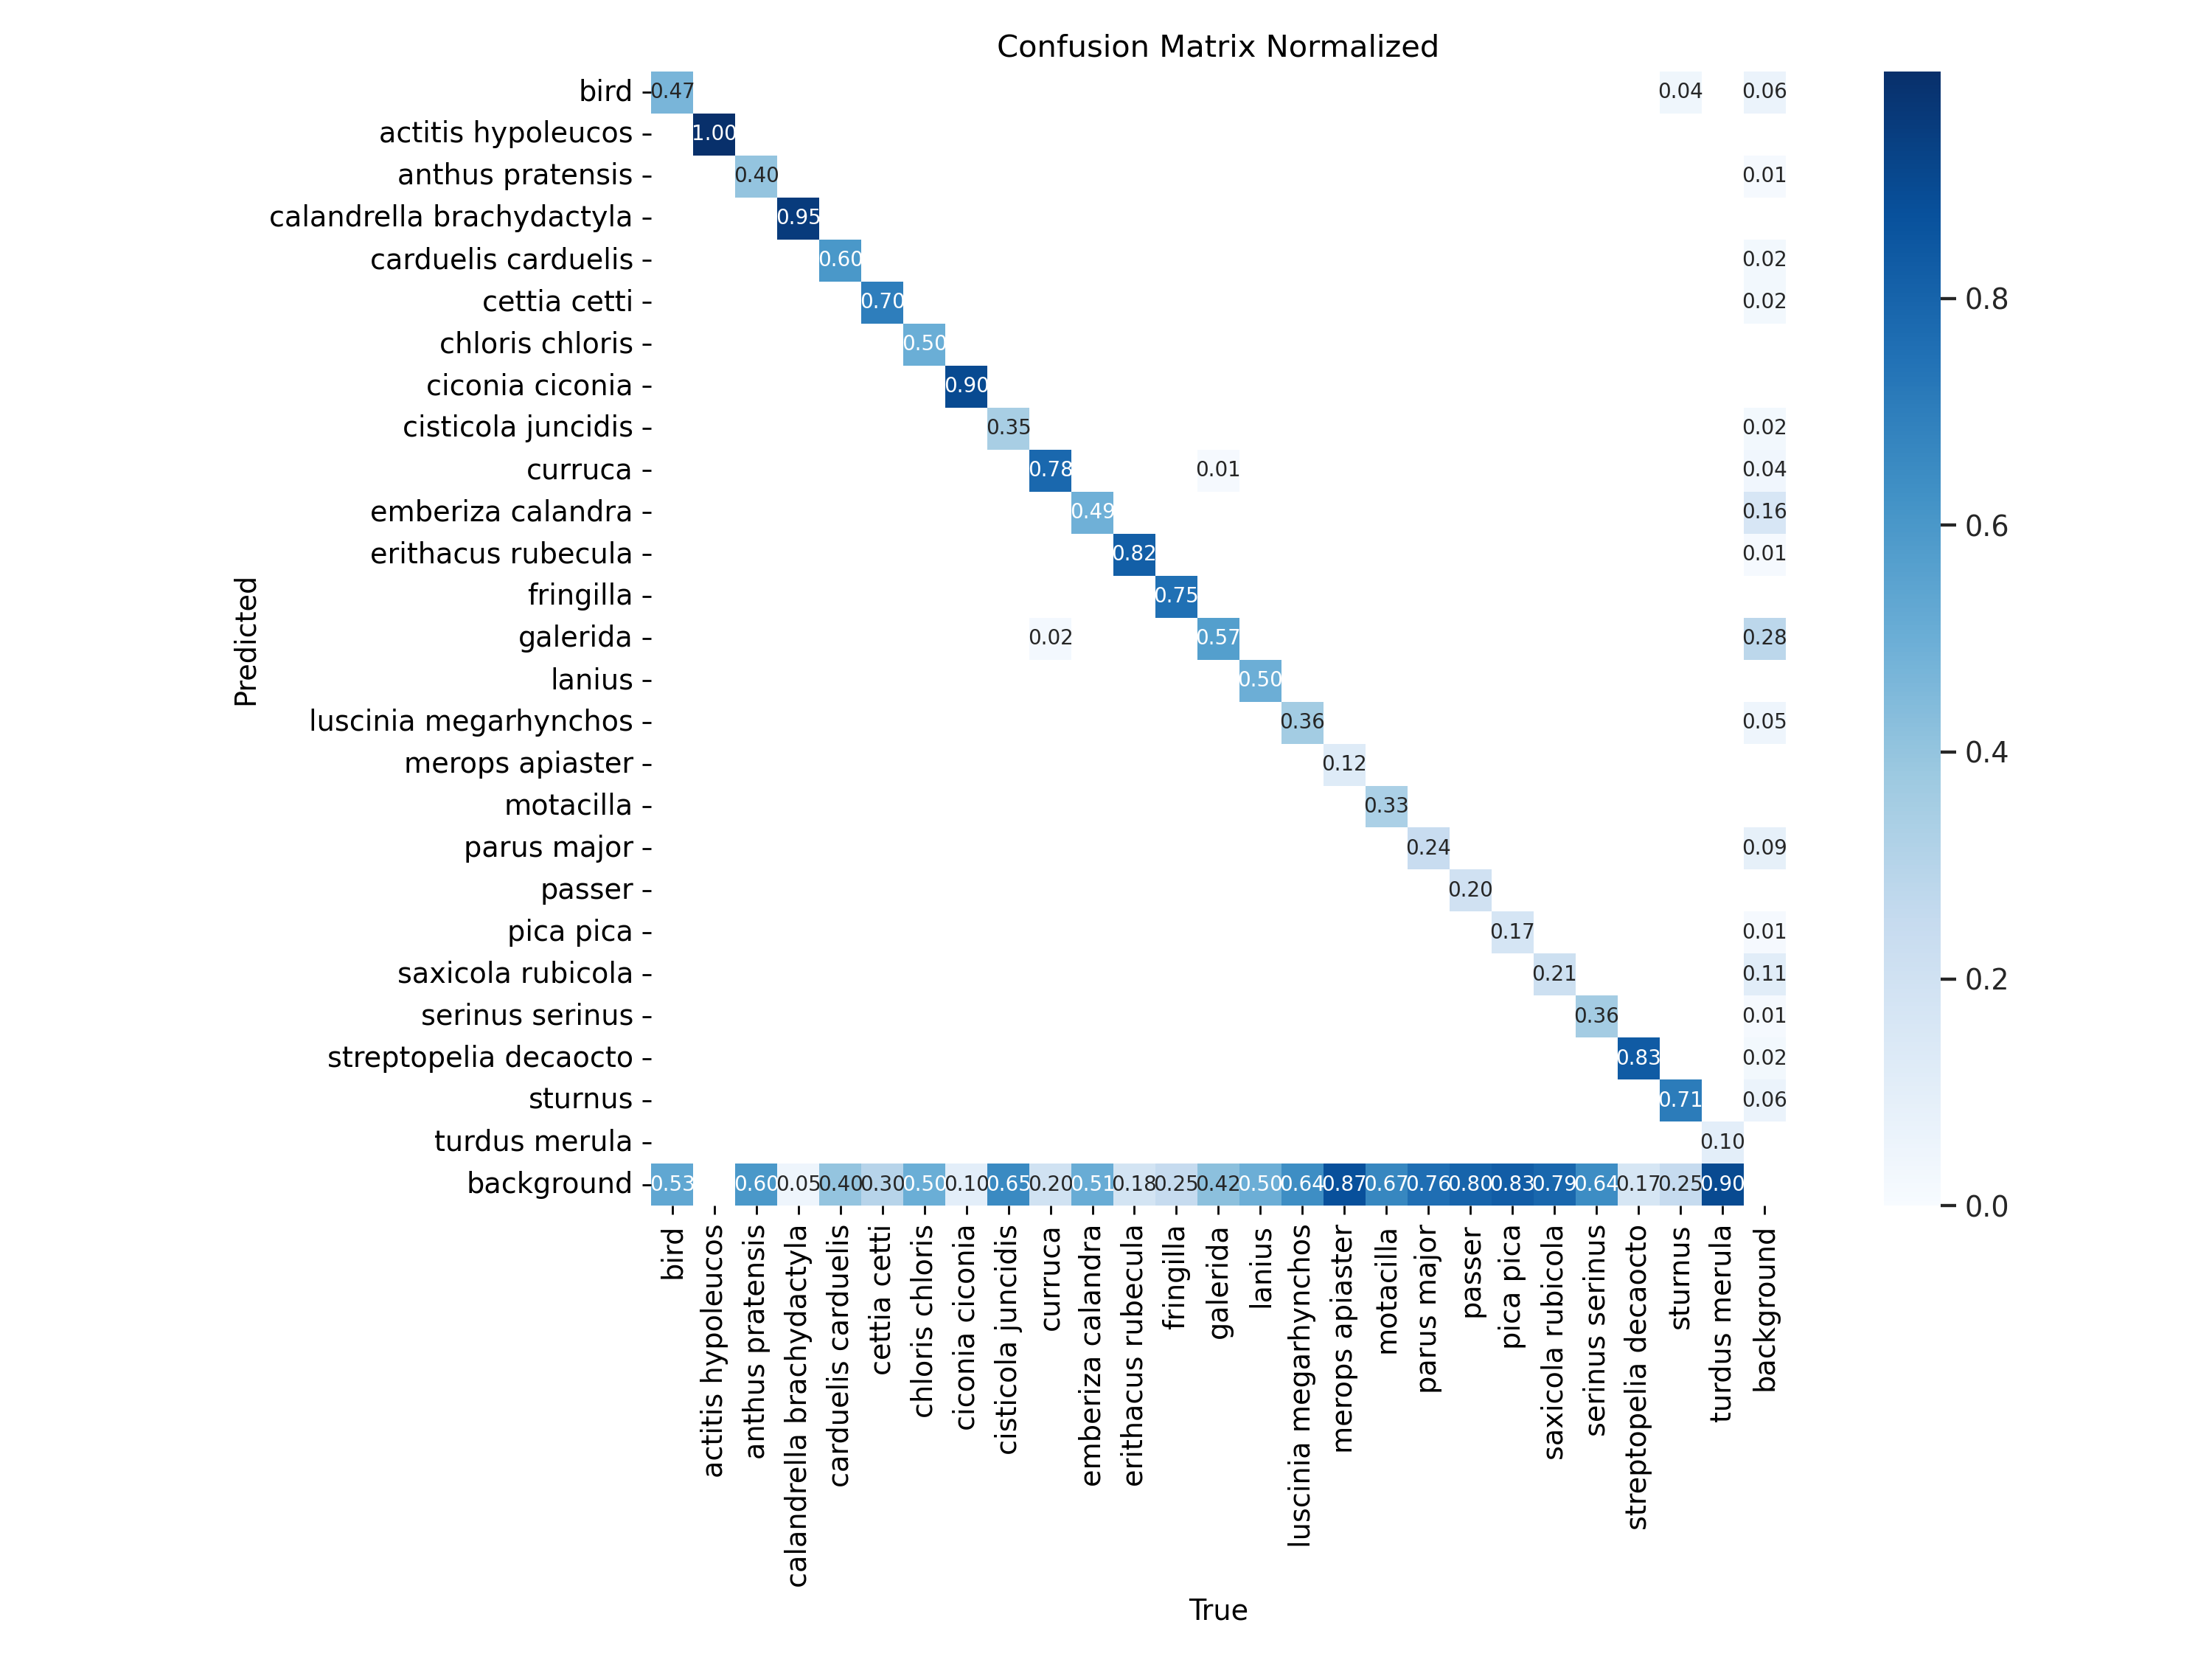 Confusion Matrix Normalized
bird 0.47 0.04 0.06
actitis hypoleucos 1.00
anthus pratensis 0.40 0.01
calandrella brachydactyla 0.95
carduelis carduelis 0.60 0.02
cettia cetti 0.70 0.02
chloris chloris 0.50
ciconia ciconia 0.90
cisticola juncidis 0.35 0.02
curruca 0.78 0.01 0.04
emberiza calandra 0.49 0.16
erithacus rubecula 0.82 0.01
fringilla 0.75
galerida 0.02 0.57 0.28
lanius 0.50
luscinia megarhynchos 0.36 0.05
merops apiaster 0.12
motacilla 0.33
parus major 0.24 0.09
passer 0.20
pica pica 0.17 0.01
saxicola rubicola 0.21 0.11
serinus serinus 0.36 0.01
streptopelia decaocto 0.83 0.02
sturnus 0.71 0.06
turdus merula 0.10
background 0.53 0.60 0.05 0.40 0.30 0.50 0.10 0.65 0.20 0.51 0.18 0.25 0.42 0.50 0.64 0.87 0.67 0.76 0.80 0.83 0.79 0.64 0.17 0.25 0.90
Predicted
bird
actitis hypoleucos
anthus pratensis
calandrella brachydactyla
carduelis carduelis
cettia cetti
chloris chloris
ciconia ciconia
cisticola juncidis
curruca
emberiza calandra
erithacus rubecula
fringilla
galerida
lanius
luscinia megarhynchos
merops apiaster
motacilla
parus major
passer
pica pica
saxicola rubicola
serinus serinus
streptopelia decaocto
sturnus
turdus merula
background
True
0.8
0.6
0.4
0.2
0.0